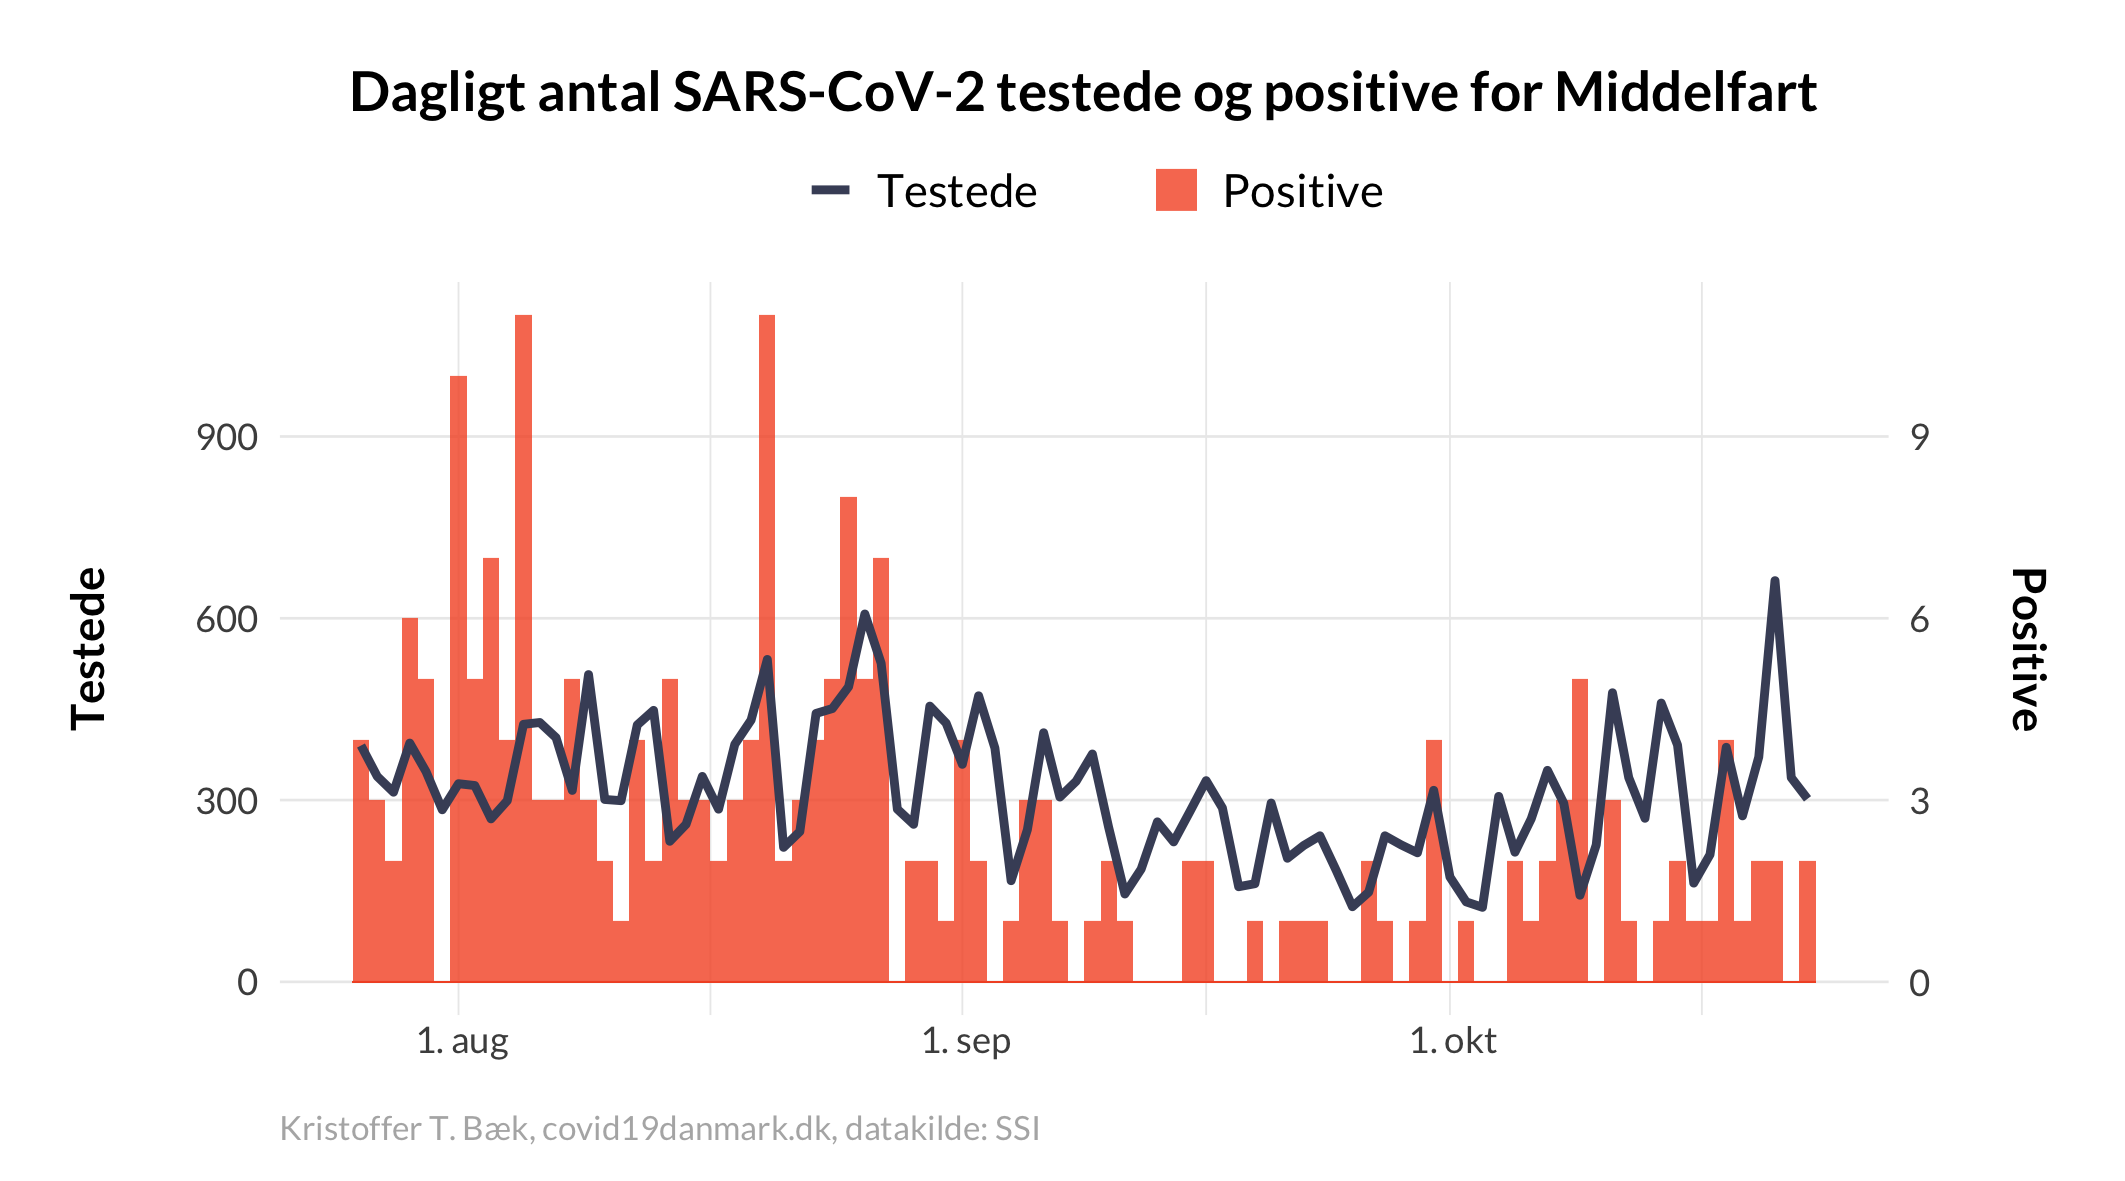 Dagligt antal SARS-CoV-2 testede og positive for Middelfart
Testede
Positive
900
600
300
0
9
6
3
0
Testede
Positive
1. aug
1. sep
1. okt
Kristoffer T. Bæk, covid19danmark.dk, datakilde: SSI